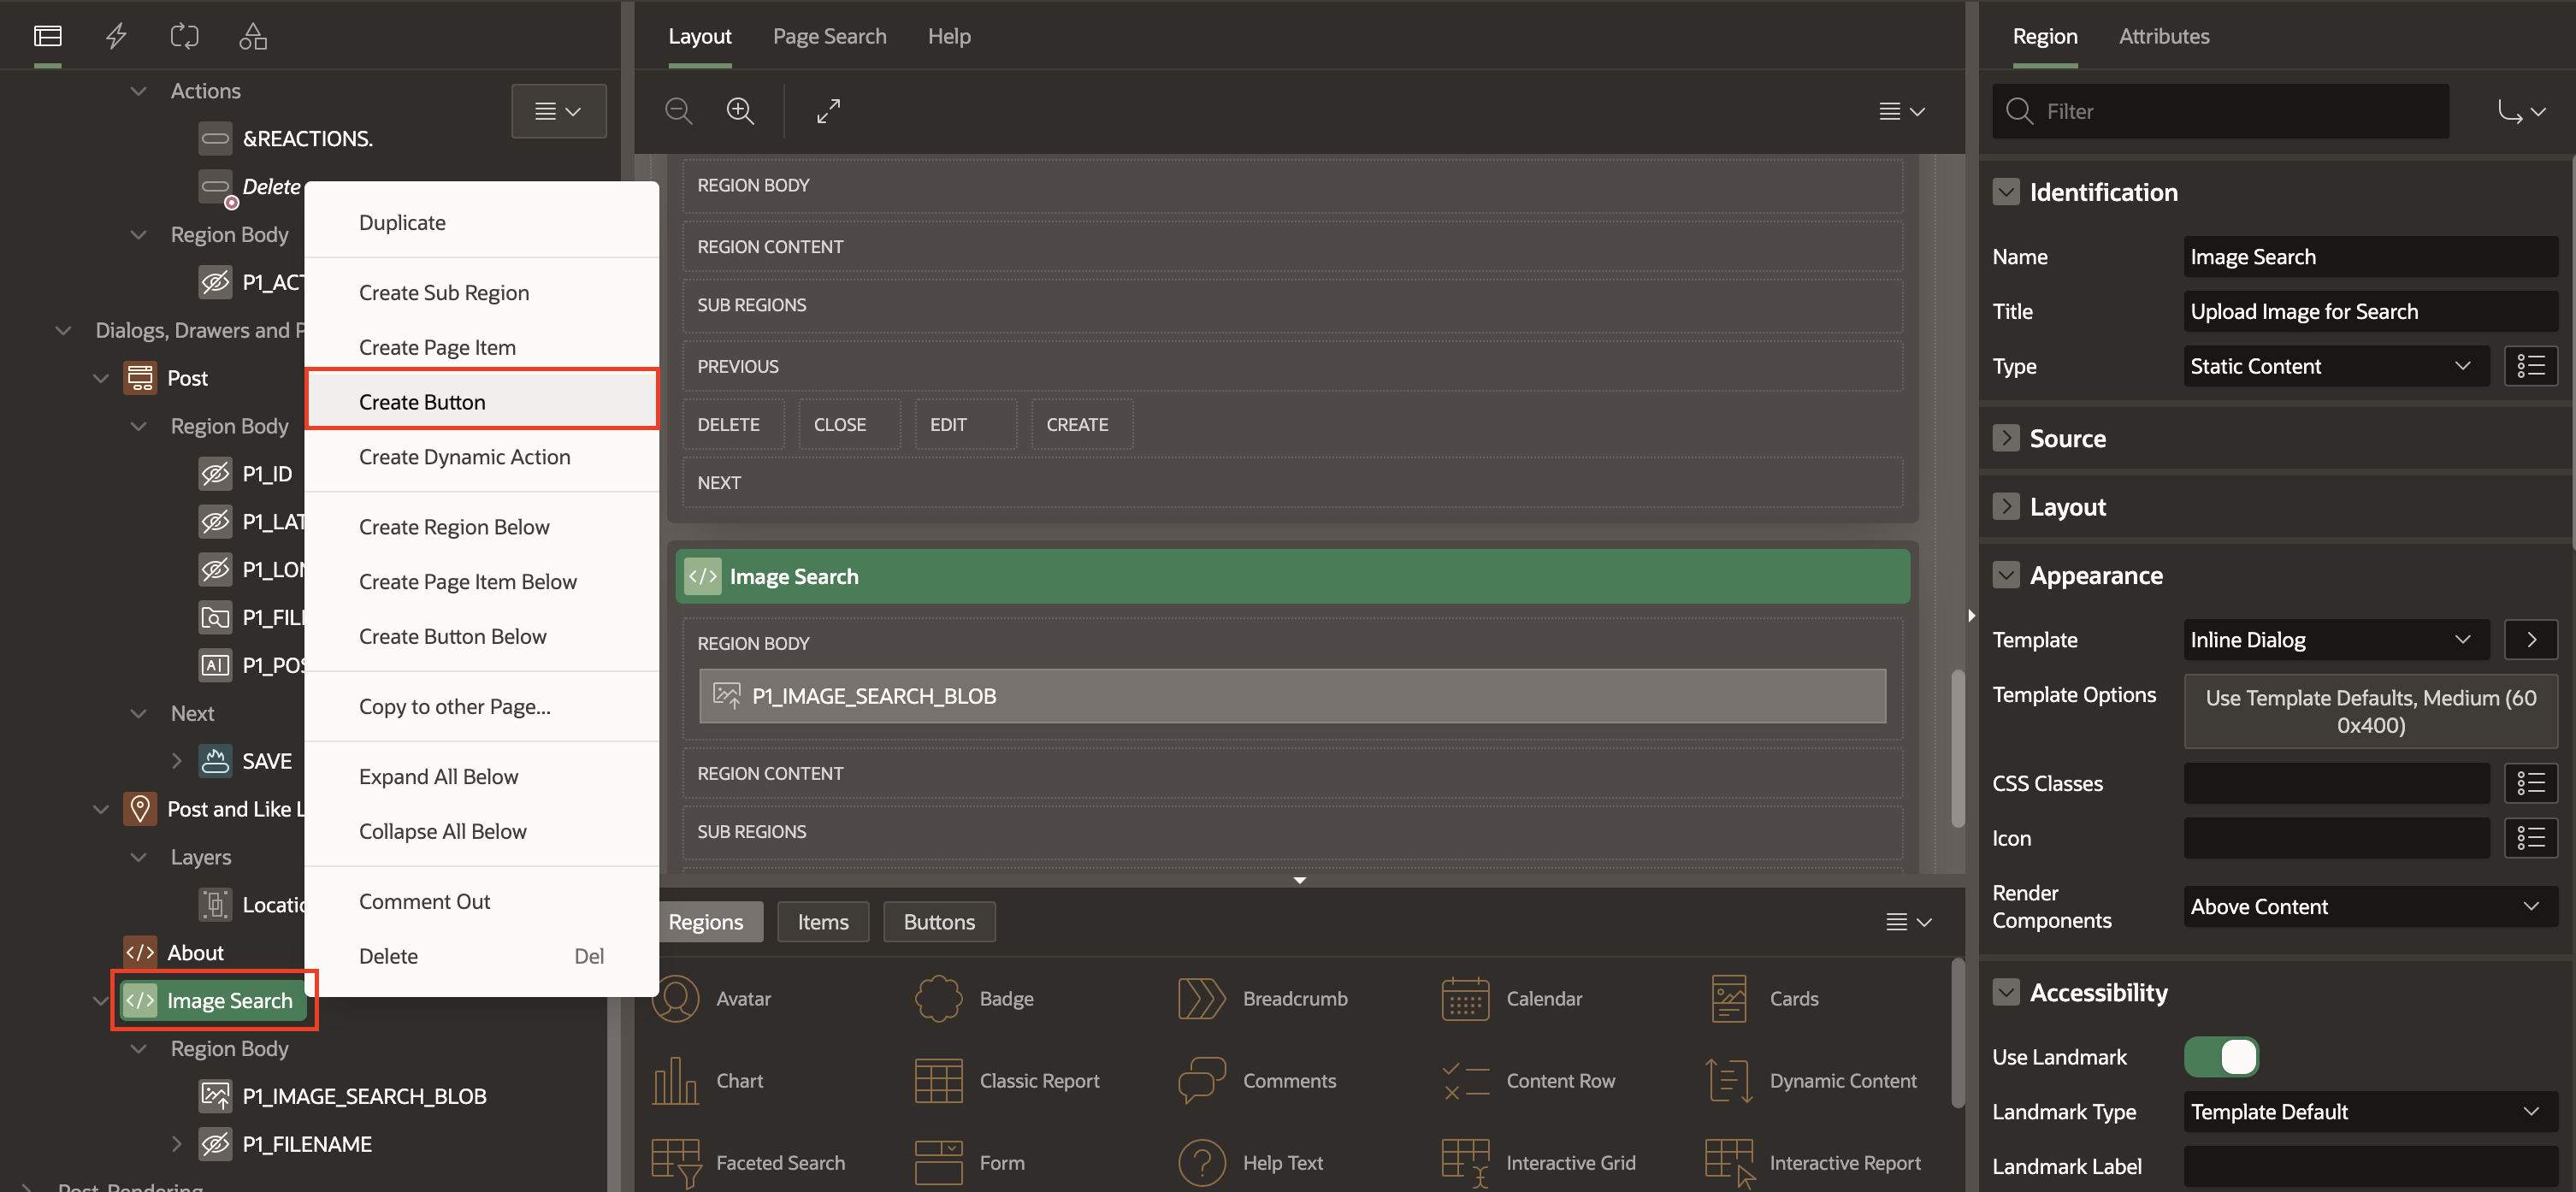 Actions
&REACTIONS.
Delete
Region Body
P1_ACT
Dialogs, Drawers and P
Post
Region Body
P1_ID
P1_LAT
P1_LON
P1_FIL
P1_POS
Next
SAVE
Post and Like L
Layers
Locatio
About
Image Search
Region Body
P1_IMAGE_SEARCH_BLOB
P1_FILENAME
Post-Rendering
Duplicate
Create Sub Region
Create Page Item
Create Button
Create Dynamic Action
Create Region Below
Create Page Item Below
Create Button Below
Copy to other Page...
Expand All Below
Collapse All Below
Comment Out
Delete Del
Layout Page Search Help
REGION BODY
REGION CONTENT
SUB REGIONS
PREVIOUS
DELETE CLOSE EDIT CREATE
NEXT
</> Image Search
REGION BODY
P1_IMAGE_SEARCH_BLOB
REGION CONTENT
SUB REGIONS
Regions Items Buttons
Avatar Badge Breadcrumb Calendar Cards
Chart Classic Report Comments Content Row Dynamic Content
Faceted Search Form Help Text Interactive Grid Interactive Report
Region Attributes
Filter
Identification
Name Image Search
Title Upload Image for Search
Type Static Content
Source
Layout
Appearance
Template Inline Dialog
Template Options Use Template Defaults, Medium (60
0x400)
CSS Classes
Icon
Render
Components Above Content
Accessibility
Use Landmark
Landmark Type Template Default
Landmark Label